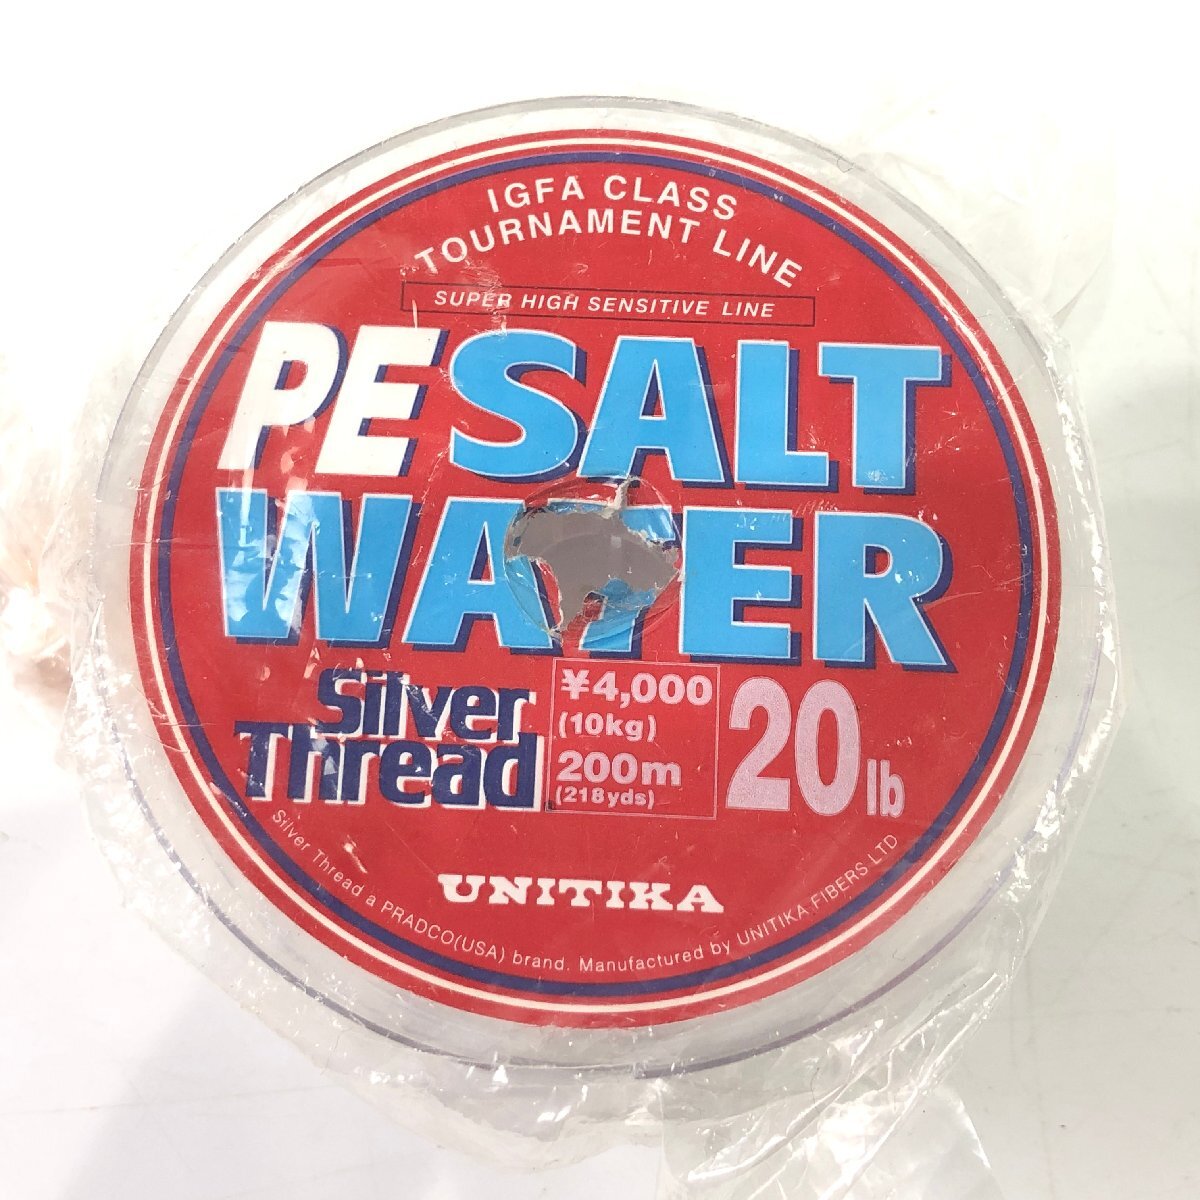 IGFA CLASS
TOURNAMENT LINE
SUPER HIGH SENSITIVE LINE
PE SALT
WATER
Silver
Thread
¥4,000
(10kg)
200m
(218yds)
20lb
UNITIKA
Silver Thread a PRADCO(USA) brand. Manufactured by UNITIKA FIBERS LTD